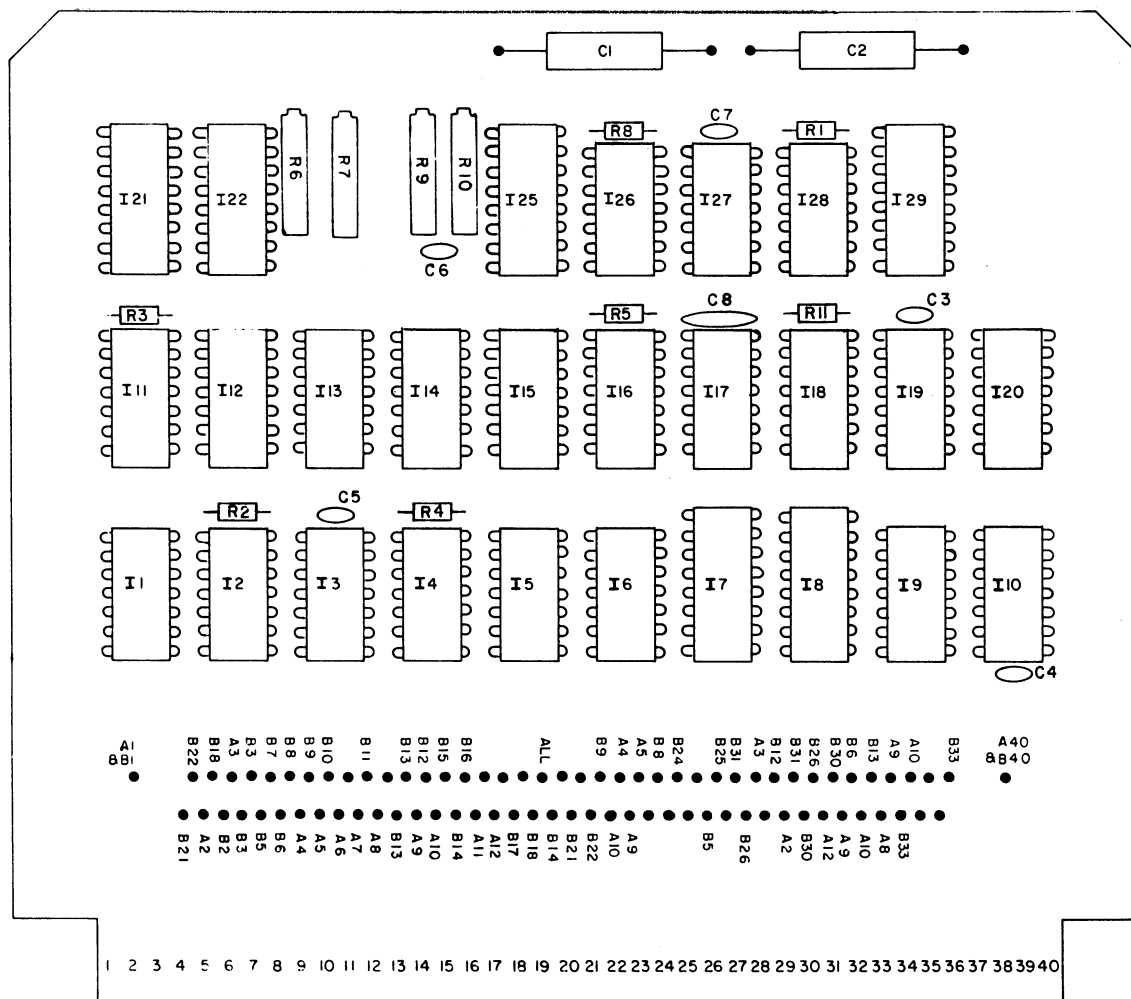 C1 C2
C7
R8 R1
R6 R7 R9 R10
I21 I22 I25 I26 I27 I28 I29
C6
C8 C3
R3 R5 R11
I11 I12 I13 I14 I15 I16 I17 I18 I19 I20
C5
R2 R4
I1 I2 I3 I4 I5 I6 I7 I8 I9 I10
C4
A1 B22 B18 A3 B3 B7 B8 B9 B10 B11 B13 B12 B15 B16 ALL B9 A4 A5 B8 B24 B25 B31 A3 B12 B31 B26 B30 B6 B13 A9 A10 B33 A40
&B1 &B40
B21 A2 B2 B3 B5 B6 A4 A5 A6 A7 A8 B13 A9 A10 B14 A11 A12 B17 B18 B14 B21 B22 A10 A9 B5 B26 A2 B30 A12 A9 A10 A8 B33
1 2 3 4 5 6 7 8 9 10 11 12 13 14 15 16 17 18 19 20 21 22 23 24 25 26 27 28 29 30 31 32 33 34 35 36 37 38 39 40